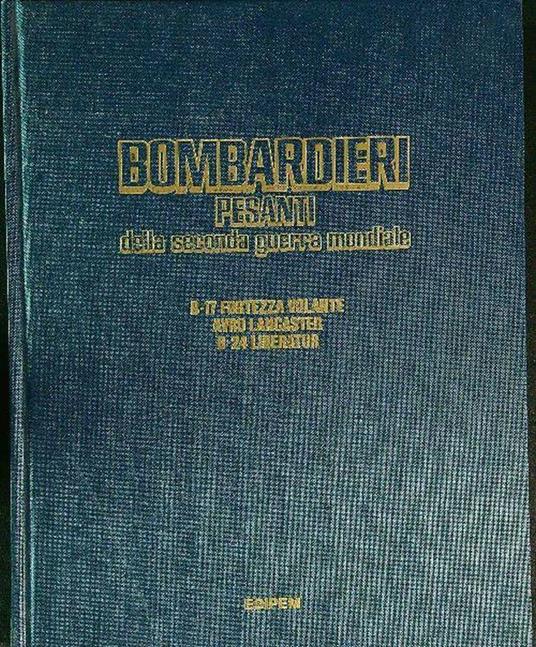 BOMBARDIERI
PESANTI
della seconda guerra mondiale
B-17 FORTEZZA VOLANTE
AVRO LANCASTER
B-24 LIBERATOR
EDIPEM